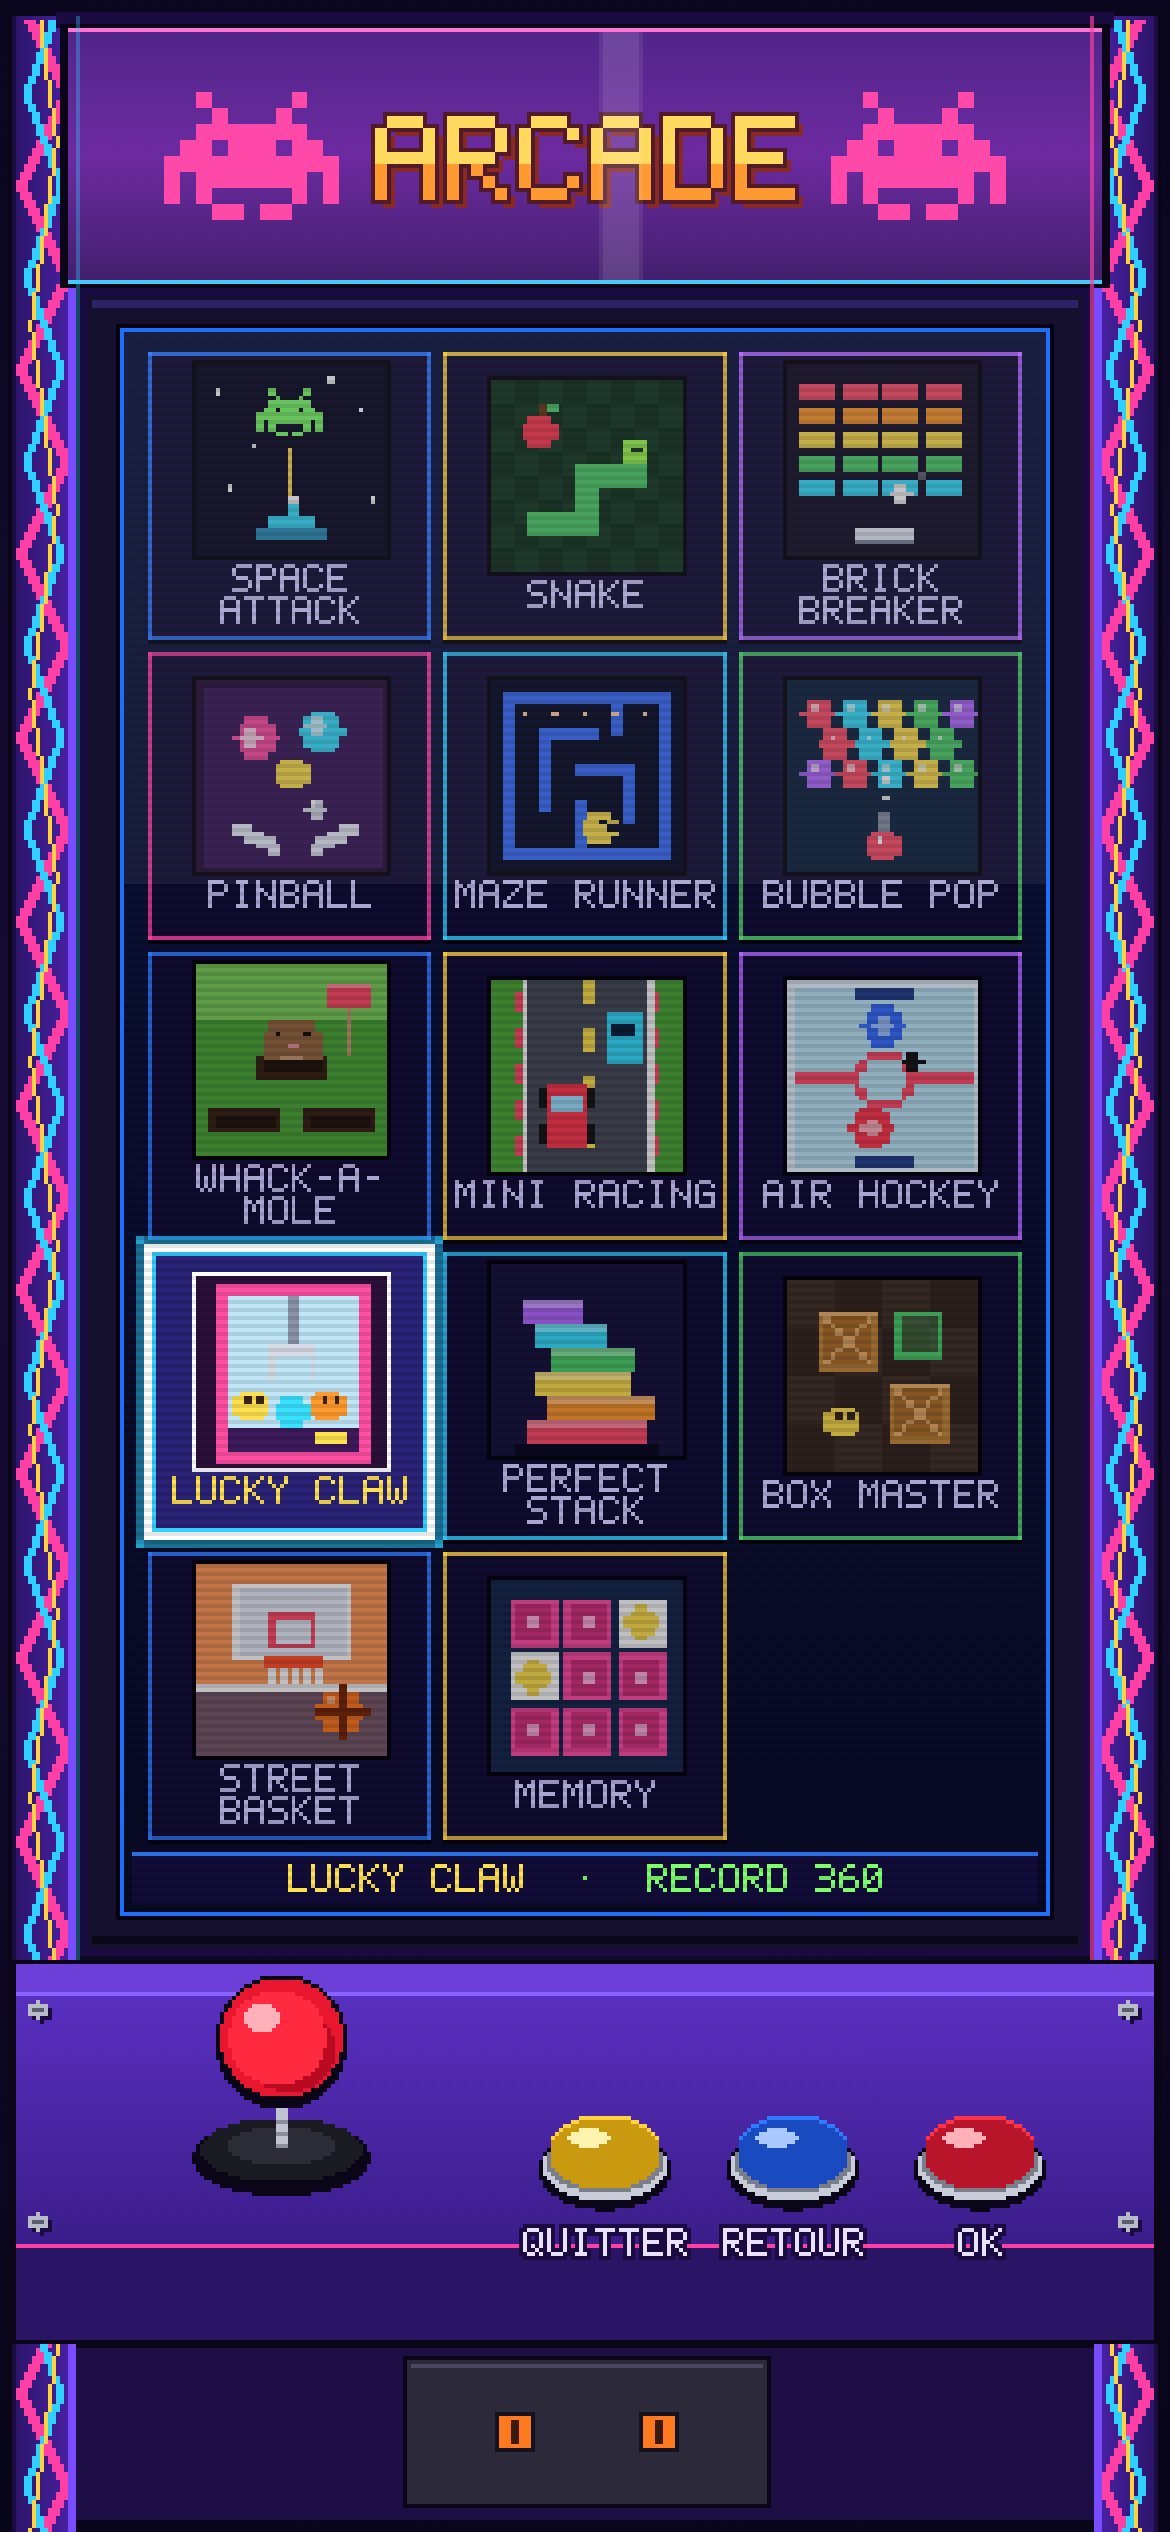 ARCADE
SPACE
ATTACK
SNAKE
BRICK
BREAKER
PINBALL
MAZE RUNNER
BUBBLE POP
WHACK-A-
MOLE
MINI RACING
AIR HOCKEY
LUCKY CLAW
PERFECT
STACK
BOX MASTER
STREET
BASKET
MEMORY
LUCKY CLAW · RECORD 360
QUITTER RETOUR OK